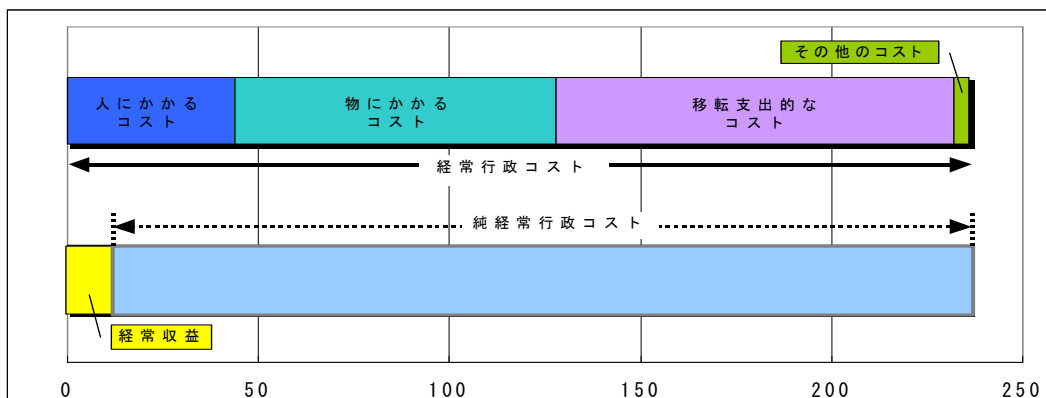 その他のコスト
人にかかる
コスト
物にかかる
コスト
移転支出的な
コスト
経常行政コスト
純経常行政コスト
経常収益
0 50 100 150 200 250